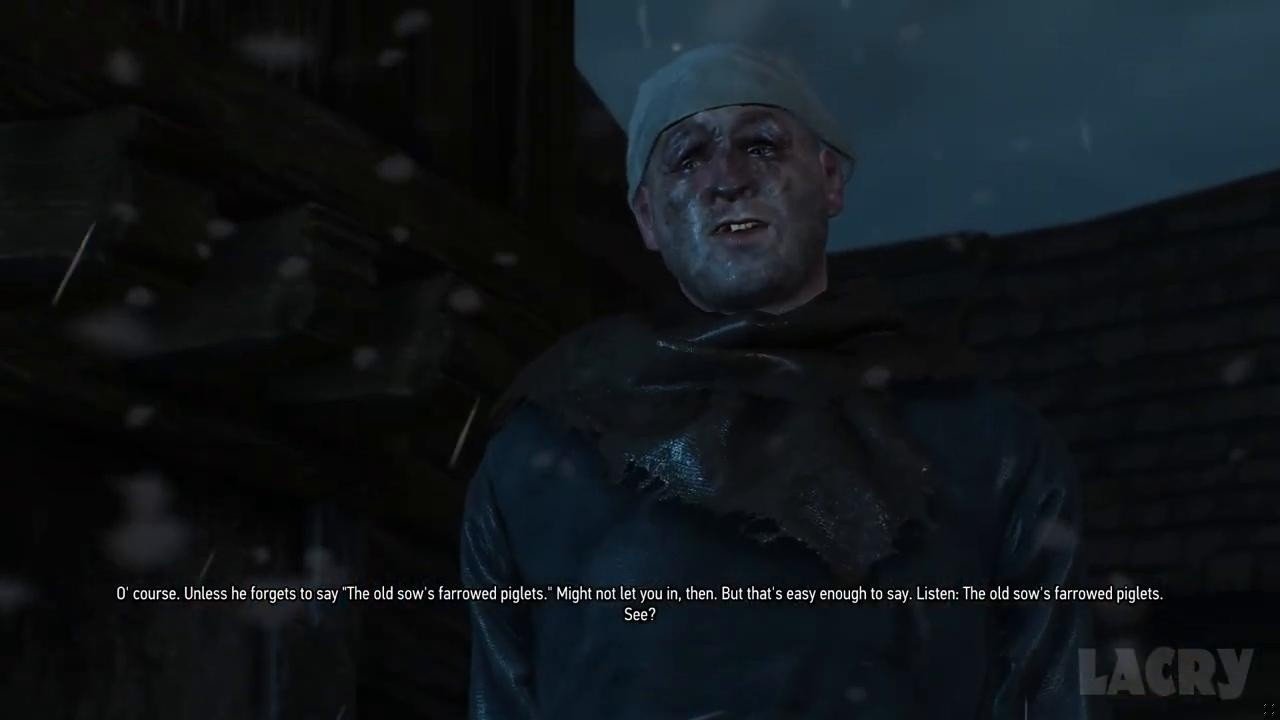 O' course. Unless he forgets to say "The old sow's farrowed piglets." Might not let you in, then. But that's easy enough to say. Listen: The old sow's farrowed piglets.
See?
LACRY